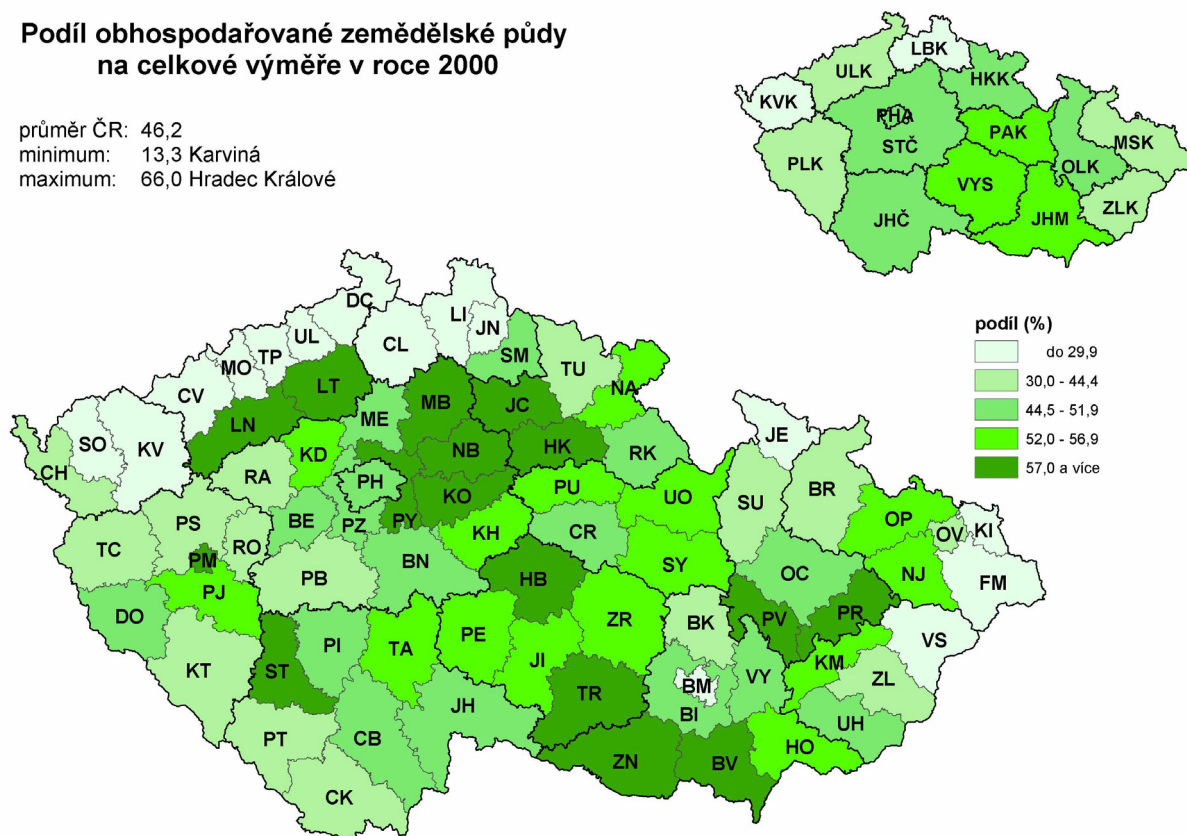 Podíl obhospodařované zemědělské půdy
na celkové výměře v roce 2000
průměr ČR: 46,2
minimum: 13,3 Karviná
maximum: 66,0 Hradec Králové
LBK
ULK
HKK
KVK
PHA
PAK
STČ
MSK
PLK
OLK
VYS
ZLK
JHČ
JHM
podíl (%)
do 29,9
30,0 - 44,4
44,5 - 51,9
52,0 - 56,9
57,0 a více
DC
LI
JN
UL
CL
TP
SM
MO
TU
LT
NA
CV
MB
JC
LN
ME
JE
SO
KV
NB
HK
KD
RK
CH
RA
PH
KO
PU
UO
BR
SU
PS
BE
PZ
PY
OP
TC
RO
KH
CR
OV
KI
PM
BN
SY
PB
HB
OC
NJ
FM
PJ
DO
PV
PR
ZR
BK
PI
TA
PE
VS
JI
KM
KT
ST
ZL
TR
BM
VY
JH
BI
UH
PT
CB
HO
ZN
BV
CK